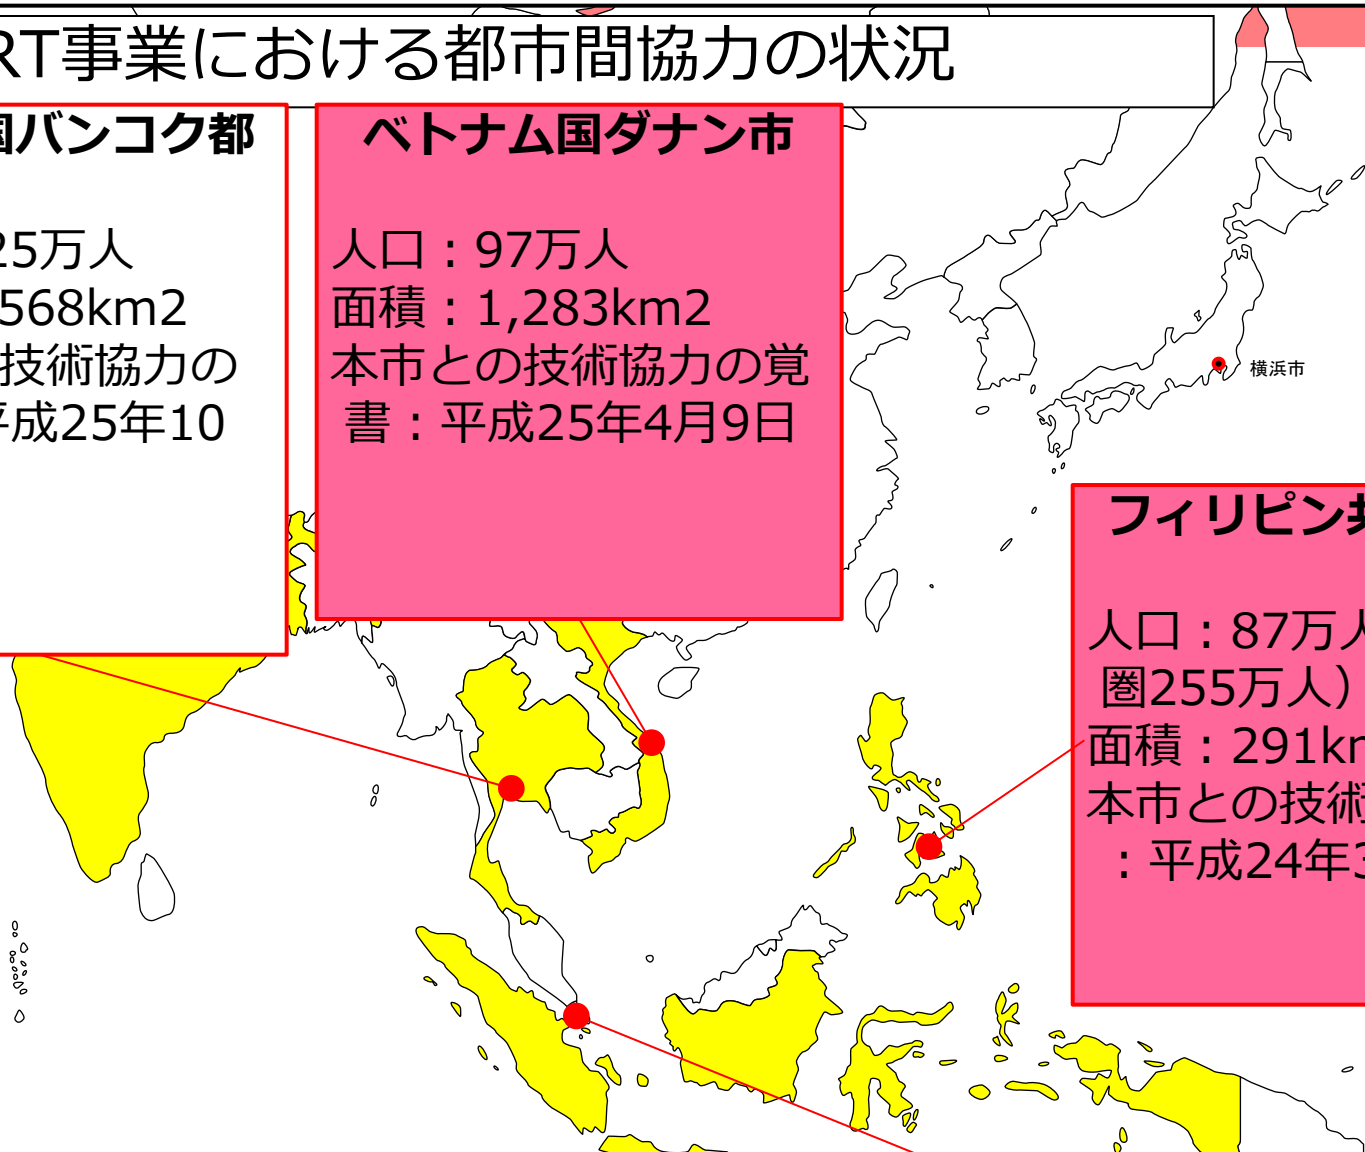 RT事業における都市間協力の状況
国バンコク都
25万人
568km2
技術協力の
平成25年10
ベトナム国ダナン市
人口：97万人
面積：1,283km2
本市との技術協力の覚
書：平成25年4月9日
横浜市
フィリピン共
人口：87万人
圏255万人）
面積：291km
本市との技術
：平成24年3